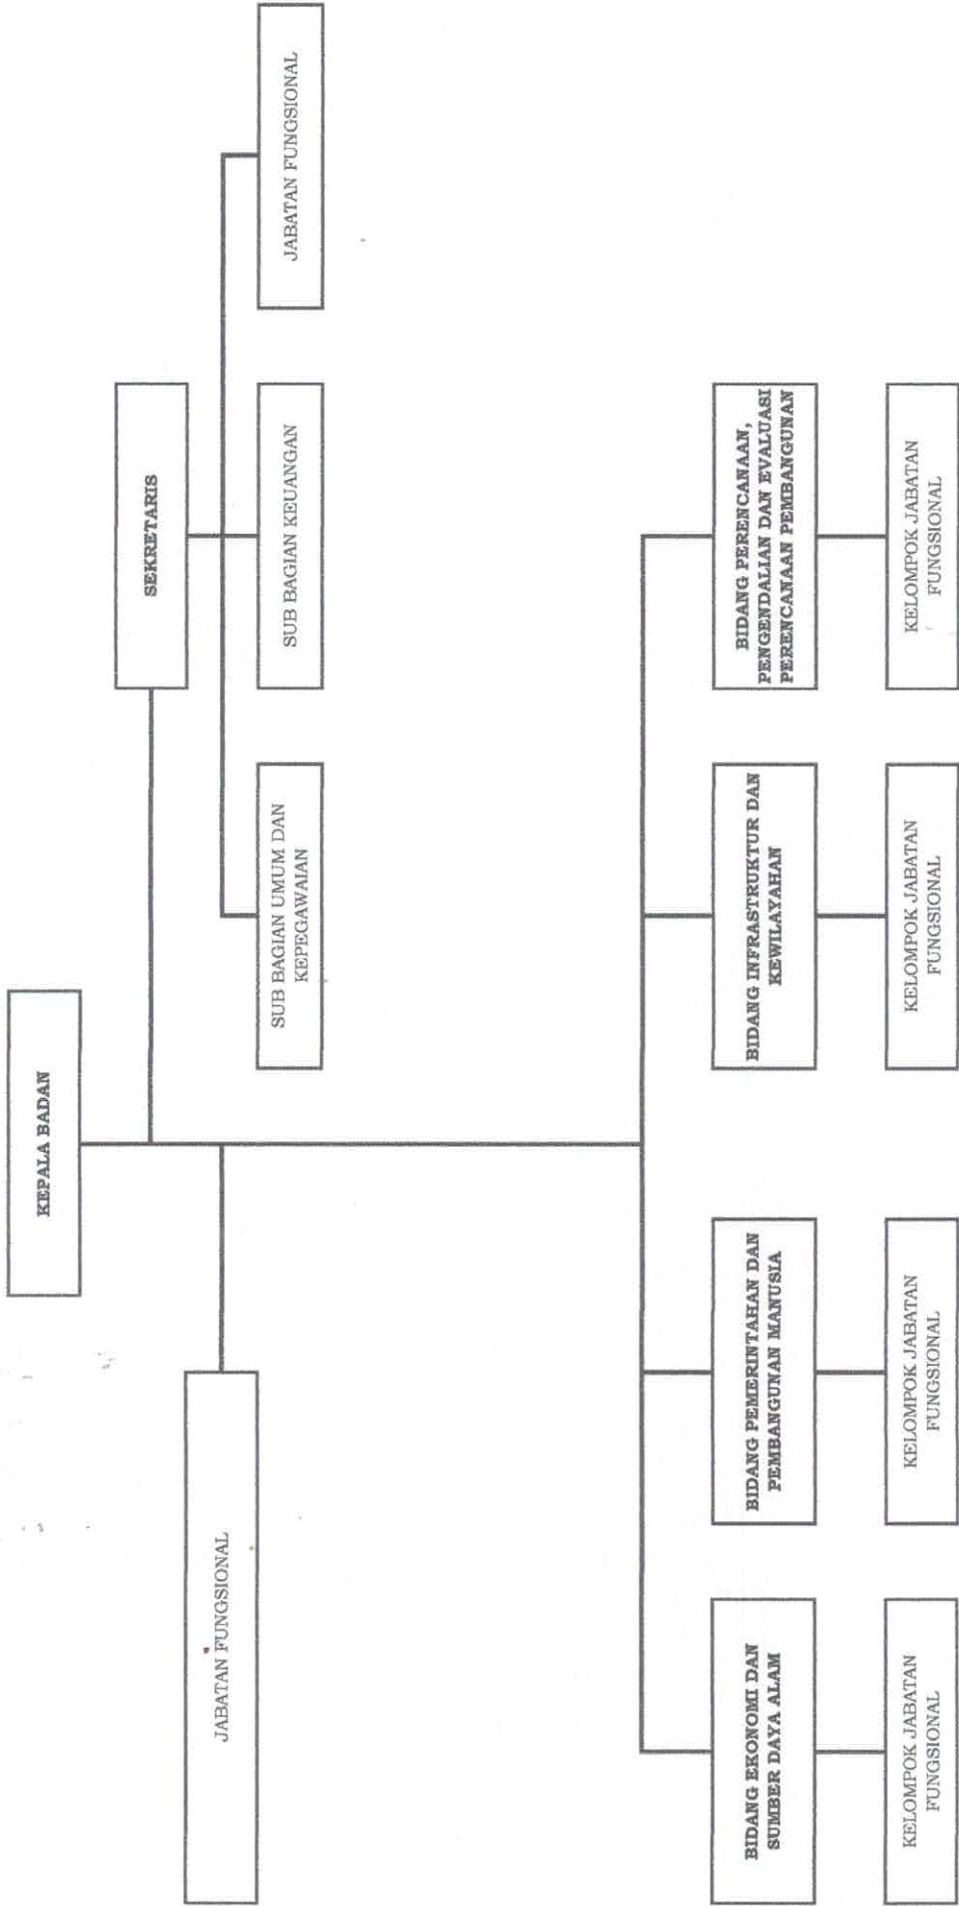 KEPALA BADAN
SEKRETARIS
JABATAN FUNGSIONAL
SUB BAGIAN UMUM DAN
KEPEGAWAIAN
SUB BAGIAN KEUANGAN
JABATAN FUNGSIONAL
BIDANG EKONOMI DAN
SUMBER DAYA ALAM
BIDANG PEMERINTAHAN DAN
PEMBANGUNAN MANUSIA
BIDANG INFRASTRUKTUR DAN
KEWILAYAHAN
BIDANG PERENCANAAN,
PENGENDALIAN DAN EVALUASI
PERENCANAAN PEMBANGUNAN
KELOMPOK JABATAN
FUNGSIONAL
KELOMPOK JABATAN
FUNGSIONAL
KELOMPOK JABATAN
FUNGSIONAL
KELOMPOK JABATAN
FUNGSIONAL